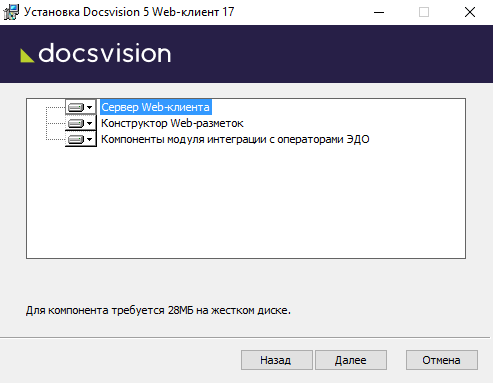 Установка Docsvision 5 Web-клиент 17
docsvision
Сервер Web-клиента
Конструктор Web-разметок
Компоненты модуля интеграции с операторами ЭДО
Для компонента требуется 28МБ на жестком диске.
Назад Далее Отмена